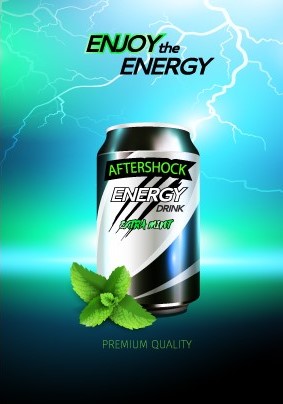 ENJOY the
ENERGY
AFTERSHOCK
ENERGY
DRINK
EXTRA MINT
PREMIUM QUALITY